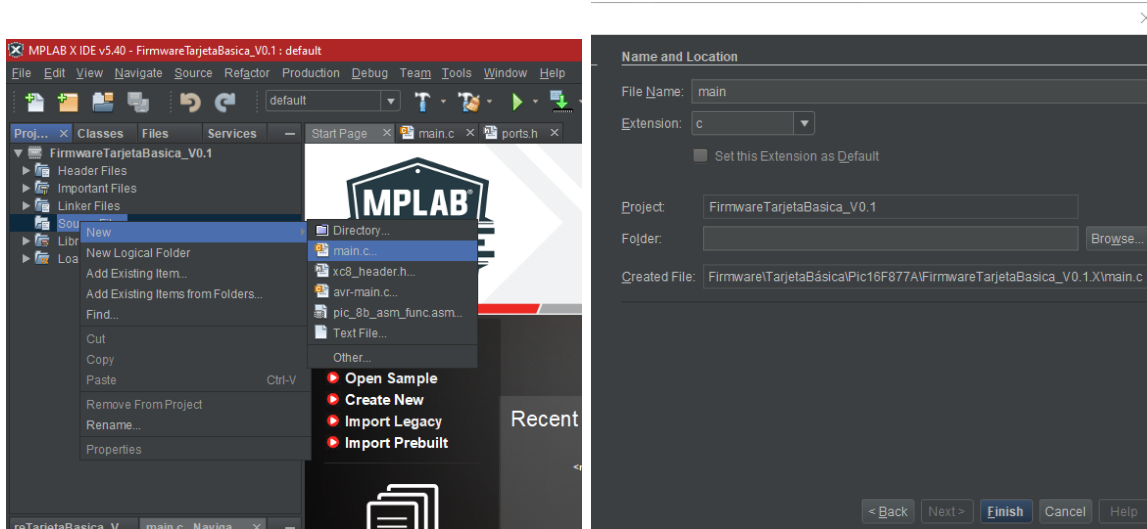 MPLAB X IDE v5.40 - FirmwareTarjetaBasica_V0.1 : default
File Edit View Navigate Source Refactor Production Debug Team Tools Window Help
default
Proj... × Classes Files Services
Start Page × main.c × ports.h ×
FirmwareTarjetaBasica_V0.1
Header Files
Important Files
Linker Files
Libr
Loa
New
New Logical Folder
Add Existing Item...
Add Existing Items from Folders...
Find...
Cut
Copy
Paste Ctrl-V
Remove From Project
Rename...
Properties
Directory...
main.c...
xc8_header.h...
avr-main.c...
pic_8b_asm_func.asm...
Text File...
Other...
MPLAB
Open Sample
Create New
Import Legacy
Import Prebuilt
Recent
main.c - Naviga... ×
Name and Location
File Name: main
Extension: c
Set this Extension as Default
Project: FirmwareTarjetaBasica_V0.1
Folder: Browse...
Created File: Firmware\TarjetaBásica\Pic16F877A\FirmwareTarjetaBasica_V0.1.X\main.c
< Back Next > Finish Cancel Help